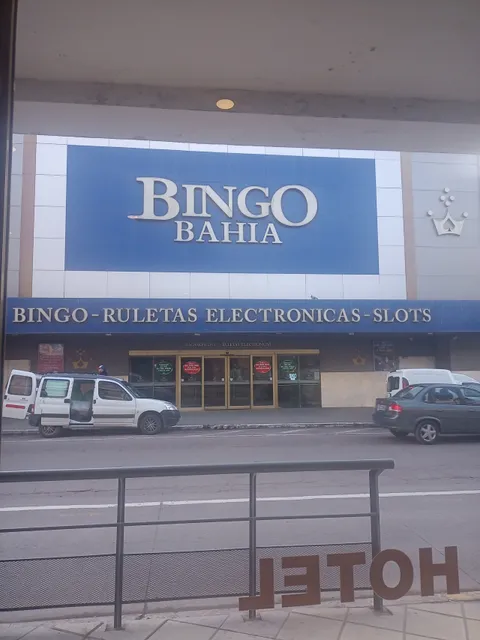 BINGO
BAHIA
BINGO - RULETAS ELECTRONICAS - SLOTS
HOTEL